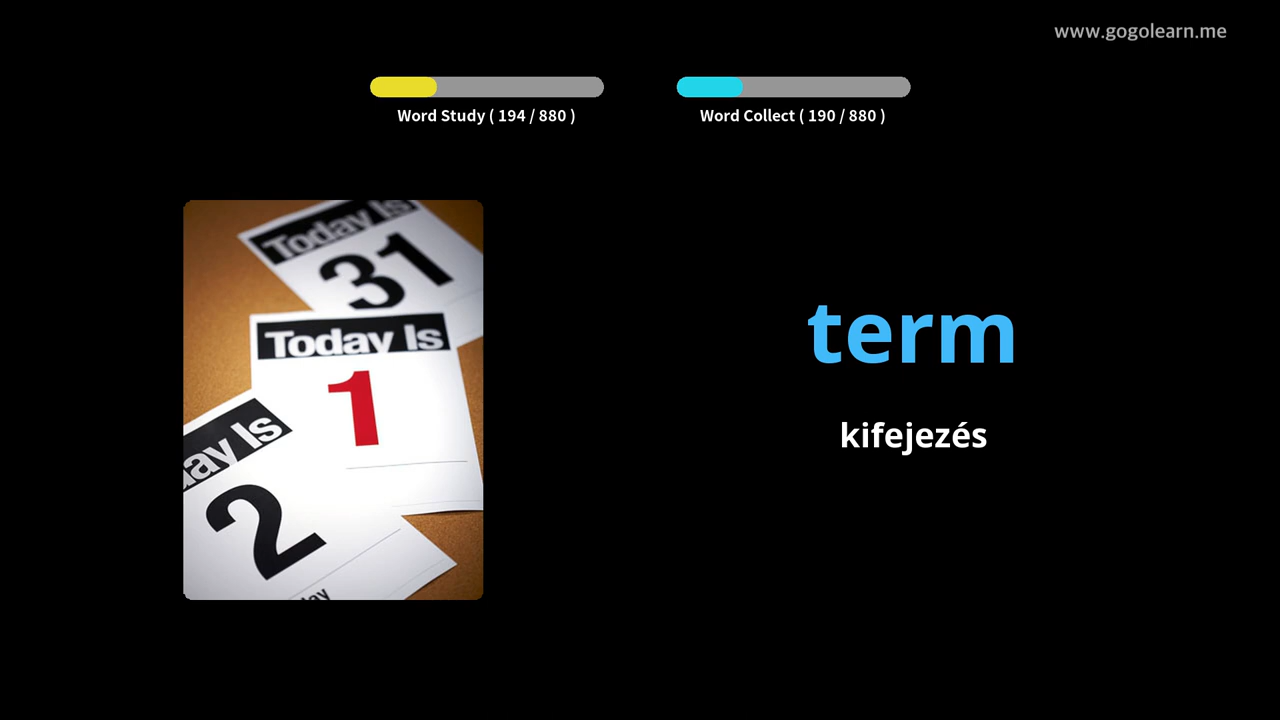 www.gogolearn.me
Word Study ( 194 / 880 )
Word Collect ( 190 / 880 )
Today Is
31
Today Is
1
ay Is
2
term
kifejezés